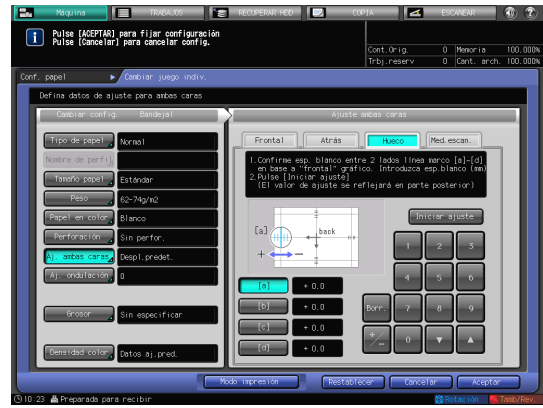 Máquina
TRABAJOS
RECUPERAR HDD
COPIA
ESCANEAR
Pulse [ACEPTAR] para fijar configuración
Pulse [Cancelar] para cancelar config.
Cont.Orig. 0 Memoria 100.000%
Trbj.reserv 0 Cant. arch. 100.000%
Conf. papel
Cambiar juego indiv.
Defina datos de ajuste para ambas caras
Cambiar config. Bandeja1
Ajuste ambas caras
Tipo de papel Normal
Nombre de perfil
Tamaño papel Estándar
Peso 62-74g/m2
Papel en color Blanco
Perforación Sin perfor.
Aj. ambas caras Despl.predet.
Aj. ondulación 0
Grosor Sin especificar
Densidad color Datos aj.pred.
Frontal
Atrás
Hueco
Med.escan.
1.Confirme esp. blanco entre 2 lados línea marco [a]-[d]
en base a "frontal" gráfico. Introduzca esp.blanco (mm)
2.Pulse [Iniciar ajuste]
(El valor de ajuste se reflejará en parte posterior)
[a]
back
+ -
Iniciar ajuste
[a] + 0.0
[b] + 0.0
[c] + 0.0
[d] + 0.0
1 2 3
4 5 6
Borr. 7 8 9
+/- 0 ▼ ▲
Modo impresión
Restablecer
Cancelar
Aceptar
10:23 Preparada para recibir
Rotación
Tamb/Rev.